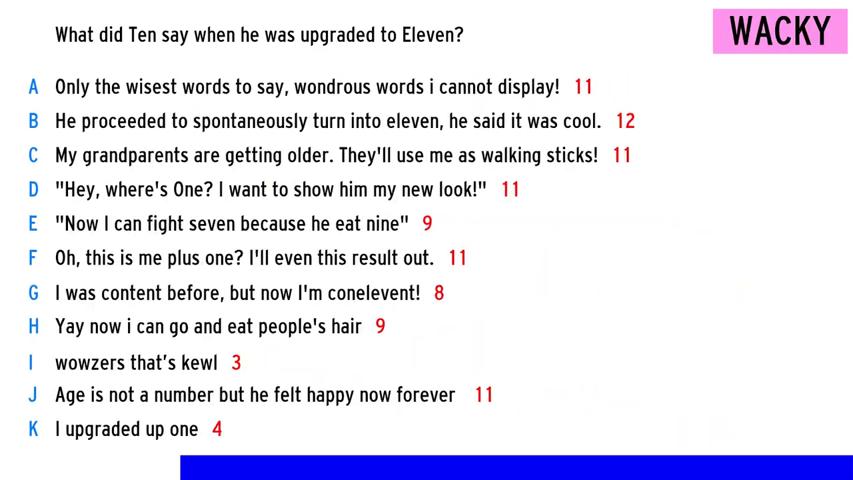 What did Ten say when he was upgraded to Eleven?
WACKY
A Only the wisest words to say, wondrous words i cannot display! 11
B He proceeded to spontaneously turn into eleven, he said it was cool. 12
C My grandparents are getting older. They'll use me as walking sticks! 11
D "Hey, where's One? I want to show him my new look!" 11
E "Now I can fight seven because he eat nine" 9
F Oh, this is me plus one? I'll even this result out. 11
G I was content before, but now I'm conelevent! 8
H Yay now i can go and eat people's hair 9
I wowzers that's kewl 3
J Age is not a number but he felt happy now forever 11
K I upgraded up one 4